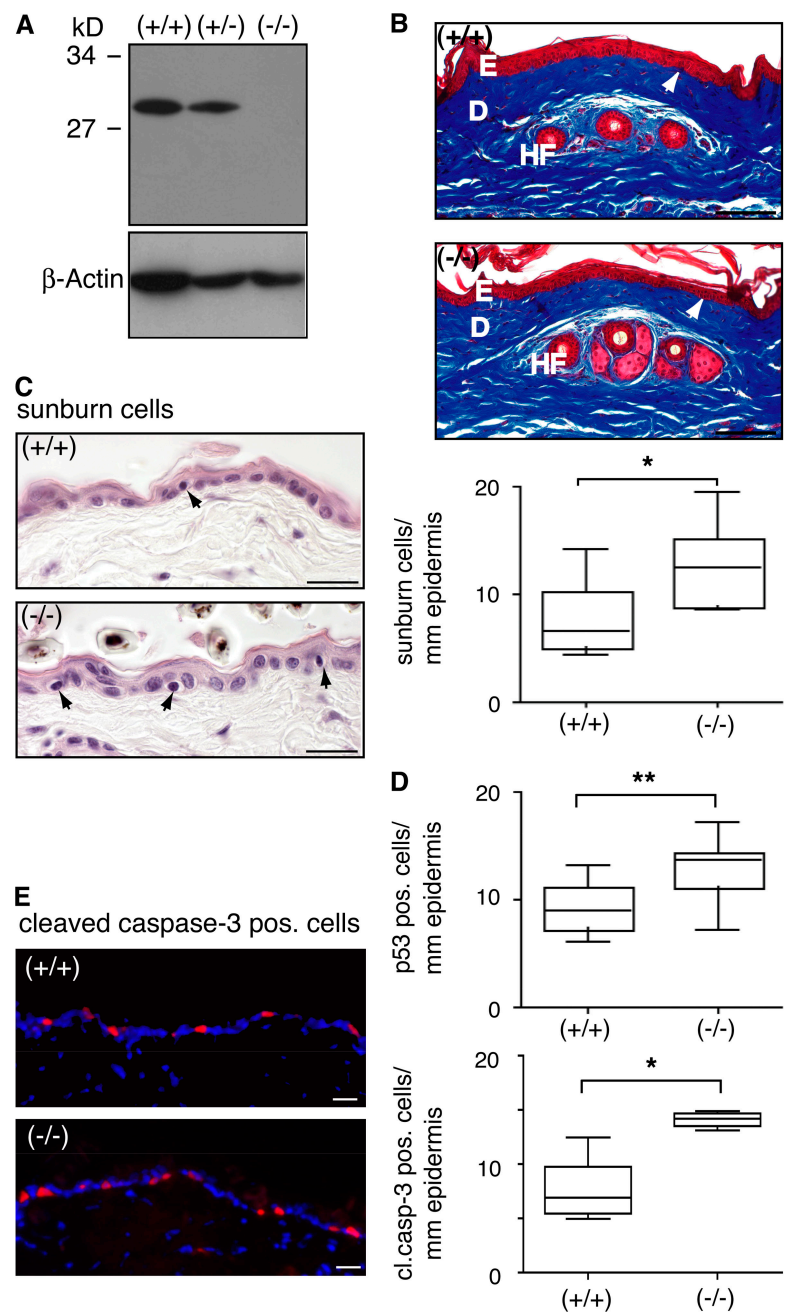 A
kD
(+/+) (+/-) (-/-)
34
27
β-Actin
B
(+/+)
E
D
HF
(-/-)
E
D
HF
C
sunburn cells
(+/+)
(-/-)
sunburn cells/
mm epidermis
20
10
0
*
(+/+)
(-/-)
D
p53 pos. cells/
mm epidermis
20
10
0
**
(+/+)
(-/-)
E
cleaved caspase-3 pos. cells
(+/+)
(-/-)
cl.casp-3 pos. cells/
mm epidermis
20
10
0
*
(+/+)
(-/-)